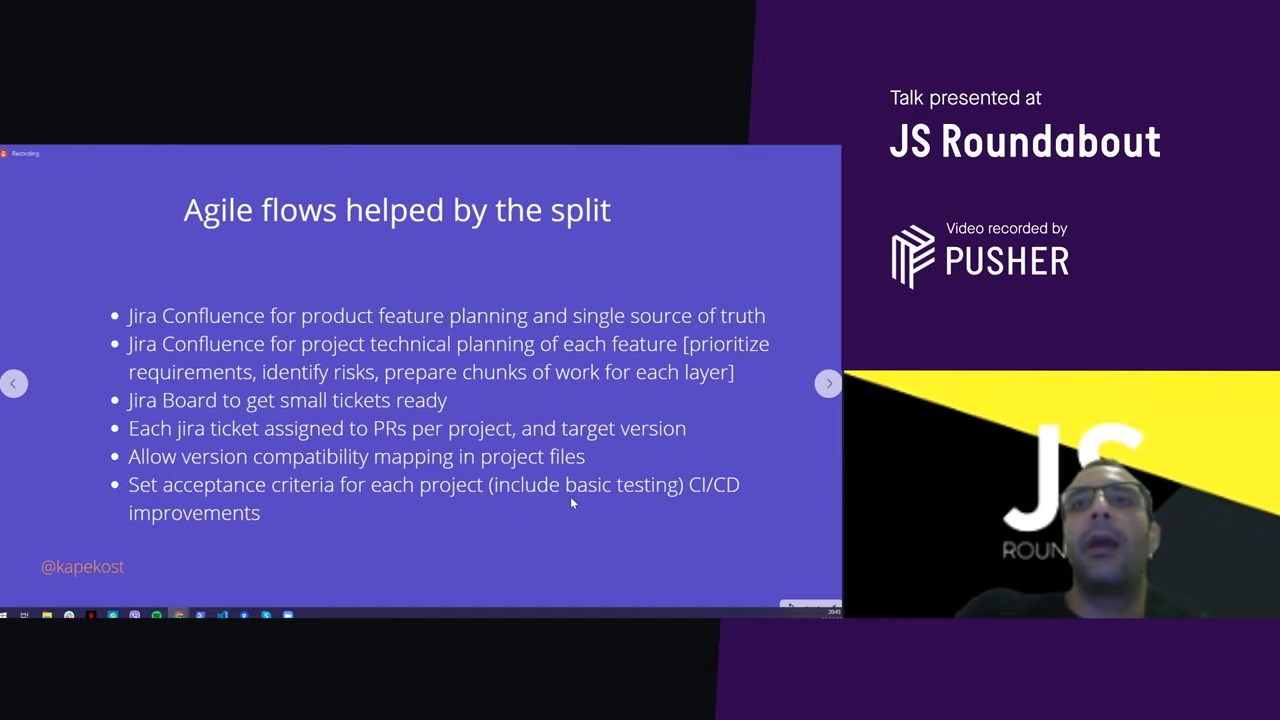 Talk presented at
JS Roundabout
Video recorded by
PUSHER
Recording
Agile flows helped by the split
• Jira Confluence for product feature planning and single source of truth
• Jira Confluence for project technical planning of each feature [prioritize
requirements, identify risks, prepare chunks of work for each layer]
• Jira Board to get small tickets ready
• Each jira ticket assigned to PRs per project, and target version
• Allow version compatibility mapping in project files
• Set acceptance criteria for each project (include basic testing) CI/CD
improvements
@kapekost
20:45
JS
ROUN